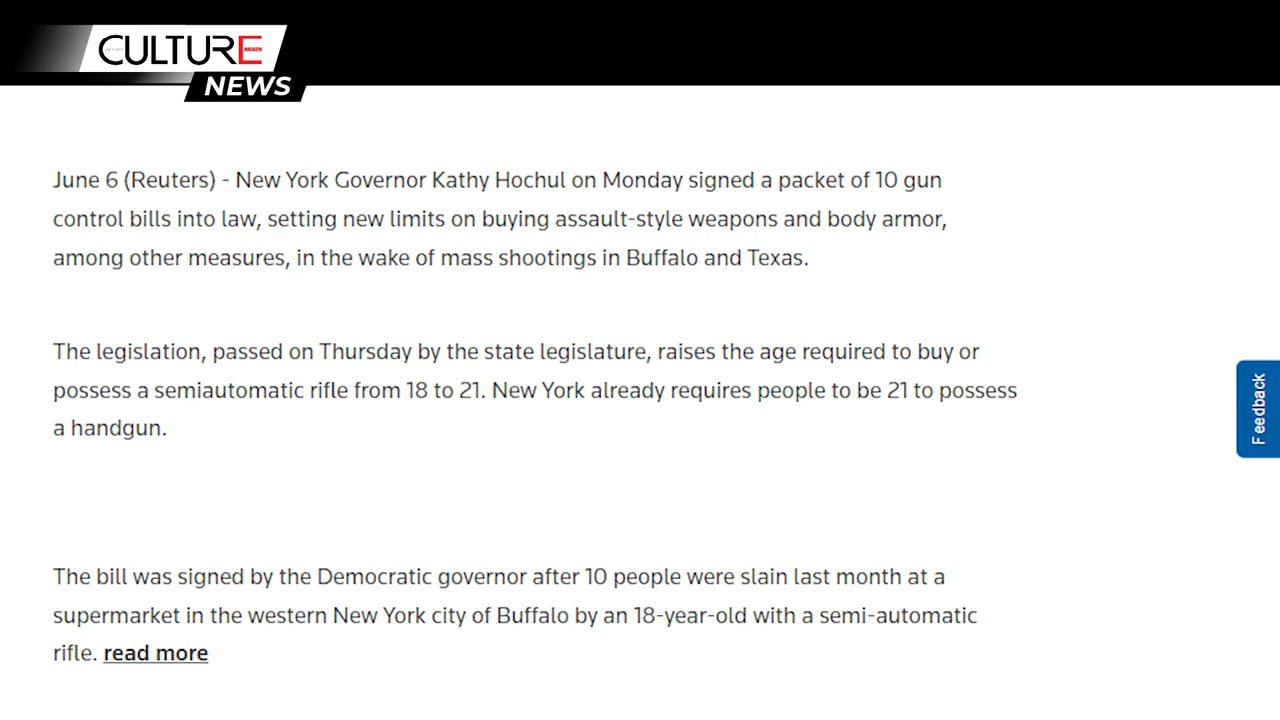 CULTURE
MAGAZIN
NEWS
June 6 (Reuters) - New York Governor Kathy Hochul on Monday signed a packet of 10 gun
control bills into law, setting new limits on buying assault-style weapons and body armor,
among other measures, in the wake of mass shootings in Buffalo and Texas.
The legislation, passed on Thursday by the state legislature, raises the age required to buy or
possess a semiautomatic rifle from 18 to 21. New York already requires people to be 21 to possess
a handgun.
Feedback
The bill was signed by the Democratic governor after 10 people were slain last month at a
supermarket in the western New York city of Buffalo by an 18-year-old with a semi-automatic
rifle. read more